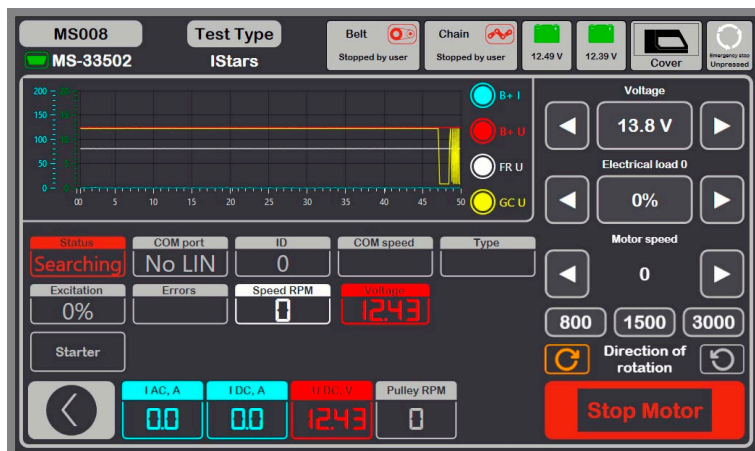 MS008
Test Type
Belt
Chain
MS-33502
IStars
Stopped by user
Stopped by user
12.49 V
12.39 V
Cover
Emergency stop
Unpressed
200
150
100
50
0
00 5 10 15 20 25 30 35 40 45 50
B+ I
B+ U
FR U
GC U
Voltage
13.8 V
Electrical load 0
0%
Motor speed
0
800 1500 3000
Direction of
rotation
Stop Motor
Status COM port ID COM speed Type
Searching No LIN 0
Excitation Errors Speed RPM Voltage
0% 0 12.43
Starter
I AC, A I DC, A U DC, V Pulley RPM
0.0 0.0 12.43 0